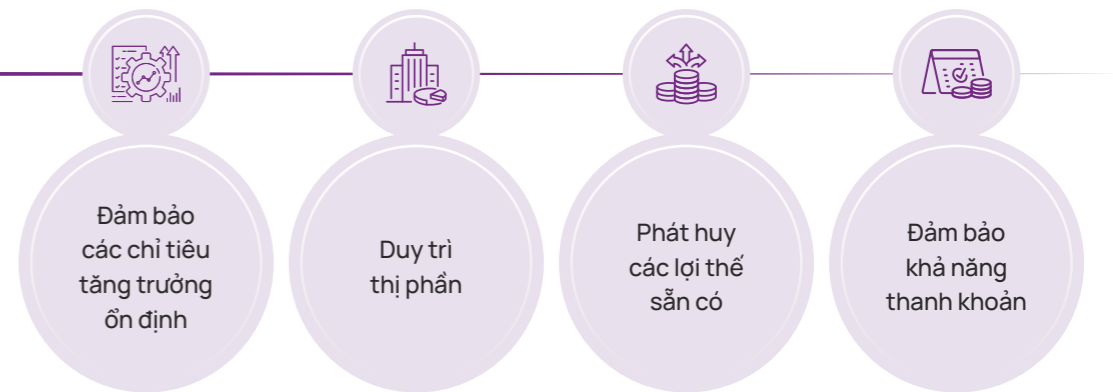 Đảm bảo
các chỉ tiêu
tăng trưởng
ổn định
Duy trì
thị phần
Phát huy
các lợi thế
sẵn có
Đảm bảo
khả năng
thanh khoản